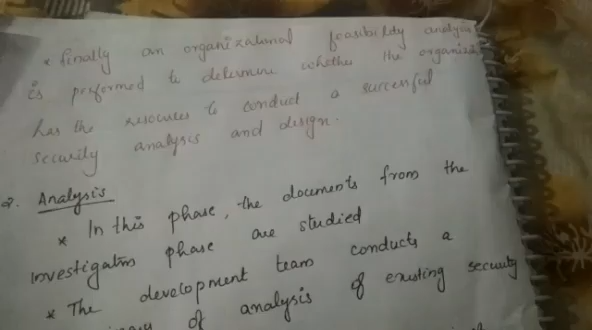 * Finally an organizational feasibility analysis
is performed to determine whether the organiza
has the resources to conduct a successful
security analysis and design.
2. Analysis
* In this phase, the documents from the
investigation phase are studied
* The development team conducts a
of analysis of existing security